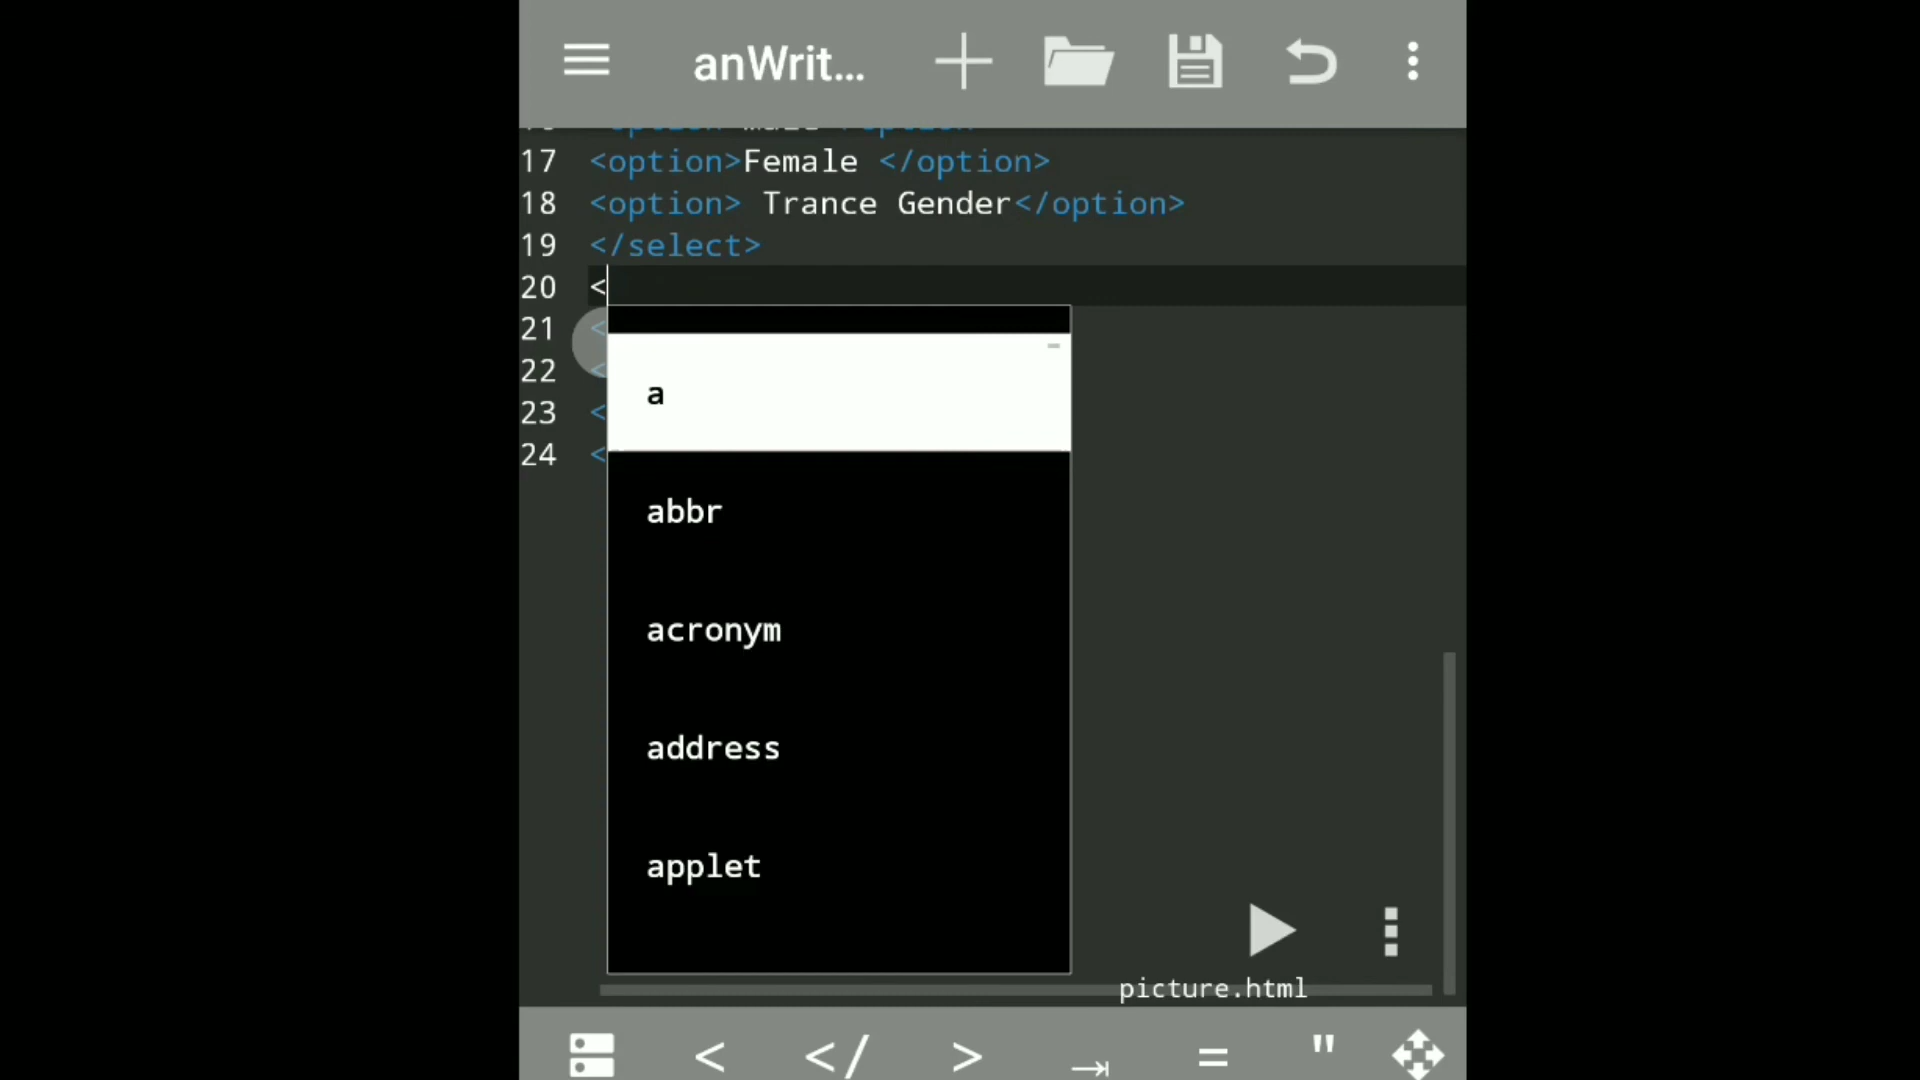 anWrit...
17 <option>Female </option>
18 <option> Trance Gender</option>
19 </select>
20 <
21 <
22 <
23 <
24 <
a
abbr
acronym
address
applet
picture.html
< </ > = "